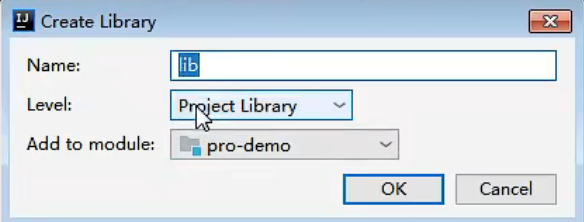 Create Library
Name: lib
Level: Project Library
Add to module: pro-demo
OK Cancel